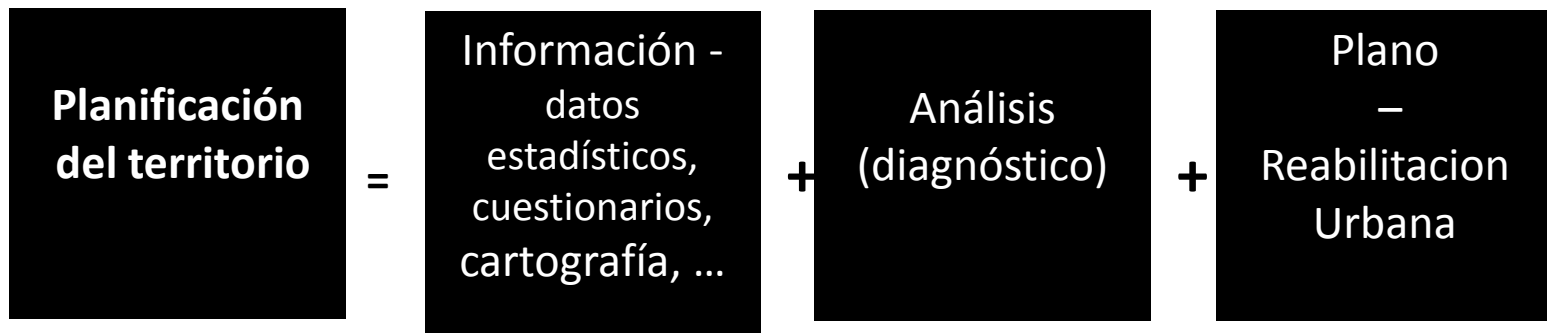 Planificación
del territorio
=
Información -
datos
estadísticos,
cuestionarios,
cartografía, ...
+
Análisis
(diagnóstico)
+
Plano
–
Reabilitacion
Urbana